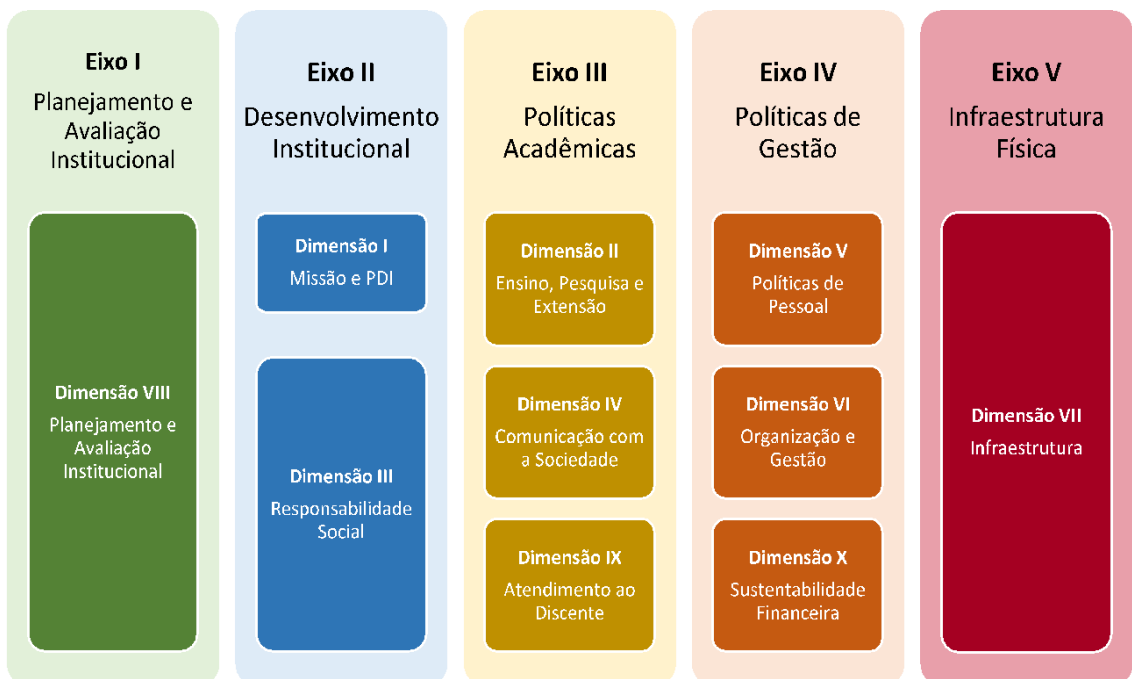 Eixo I
Planejamento e
Avaliação
Institucional
Dimensão VIII
Planejamento e
Avaliação
Institucional
Eixo II
Desenvolvimento
Institucional
Dimensão I
Missão e PDI
Dimensão III
Responsabilidade
Social
Eixo III
Políticas
Acadêmicas
Dimensão II
Ensino, Pesquisa e
Extensão
Dimensão IV
Comunicação com
a Sociedade
Dimensão IX
Atendimento ao
Discente
Eixo IV
Políticas de
Gestão
Dimensão V
Políticas de
Pessoal
Dimensão VI
Organização e
Gestão
Dimensão X
Sustentabilidade
Financeira
Eixo V
Infraestrutura
Física
Dimensão VII
Infraestrutura